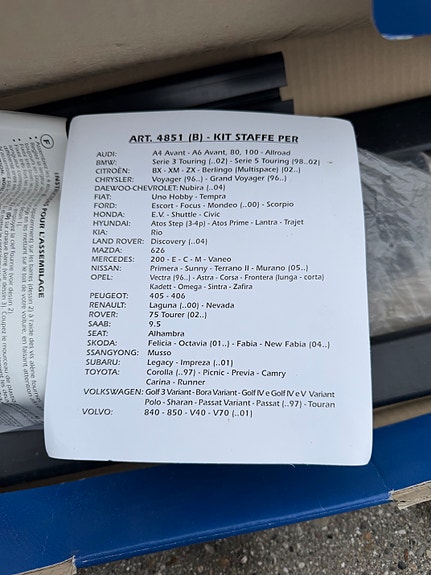 ART. 4851 (B) - KIT STAFFE PER
AUDI: A4 Avant - A6 Avant, 80, 100 - Allroad
BMW: Serie 3 Touring (..02) - Serie 5 Touring (98..02)
CITROËN: BX - XM - ZX - Berlingo (Multispace) (02..)
CHRYSLER: Voyager (96..) - Grand Voyager (96..)
DAEWOO-CHEVROLET: Nubira (..04)
FIAT: Uno Hobby - Tempra
FORD: Escort - Focus - Mondeo (..00) - Scorpio
HONDA: E.V. - Shuttle - Civic
HYUNDAI: Atos Step (3-4p) - Atos Prime - Lantra - Trajet
KIA: Rio
LAND ROVER: Discovery (..04)
MAZDA: 626
MERCEDES: 200 - E - C - M - Vaneo
NISSAN: Primera - Sunny - Terrano II - Murano (05..)
OPEL: Vectra (96..) - Astra - Corsa - Frontera (lunga - corta)
Kadett - Omega - Sintra - Zafira
PEUGEOT: 405 - 406
RENAULT: Laguna (..00) - Nevada
ROVER: 75 Tourer (02..)
SAAB: 9.5
SEAT: Alhambra
SKODA: Felicia - Octavia (01..) - Fabia - New Fabia (04..)
SSANGYONG: Musso
SUBARU: Legacy - Impreza (..01)
TOYOTA: Corolla (..97) - Picnic - Previa - Camry
Carina - Runner
VOLKSWAGEN: Golf 3 Variant - Bora Variant - Golf IV e Golf IV e V Variant
Polo - Sharan - Passat Variant - Passat (..97) - Touran
VOLVO: 840 - 850 - V40 - V70 (..01)
F
POUR L'ASSEMBLAGE